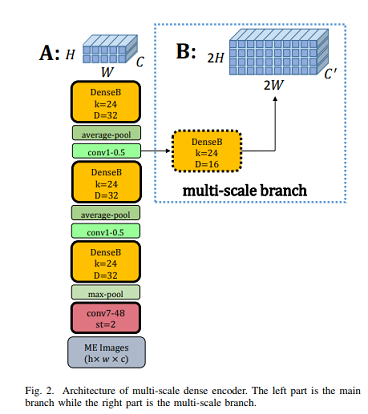 A: H
W
C
B: 2H
2W
C'
DenseB
k=24
D=32
average-pool
conv1-0.5
DenseB
k=24
D=16
multi-scale branch
DenseB
k=24
D=32
average-pool
conv1-0.5
DenseB
k=24
D=32
max-pool
conv7-48
st=2
ME Images
(h× w × c)
Fig. 2. Architecture of multi-scale dense encoder. The left part is the main
branch while the right part is the multi-scale branch.